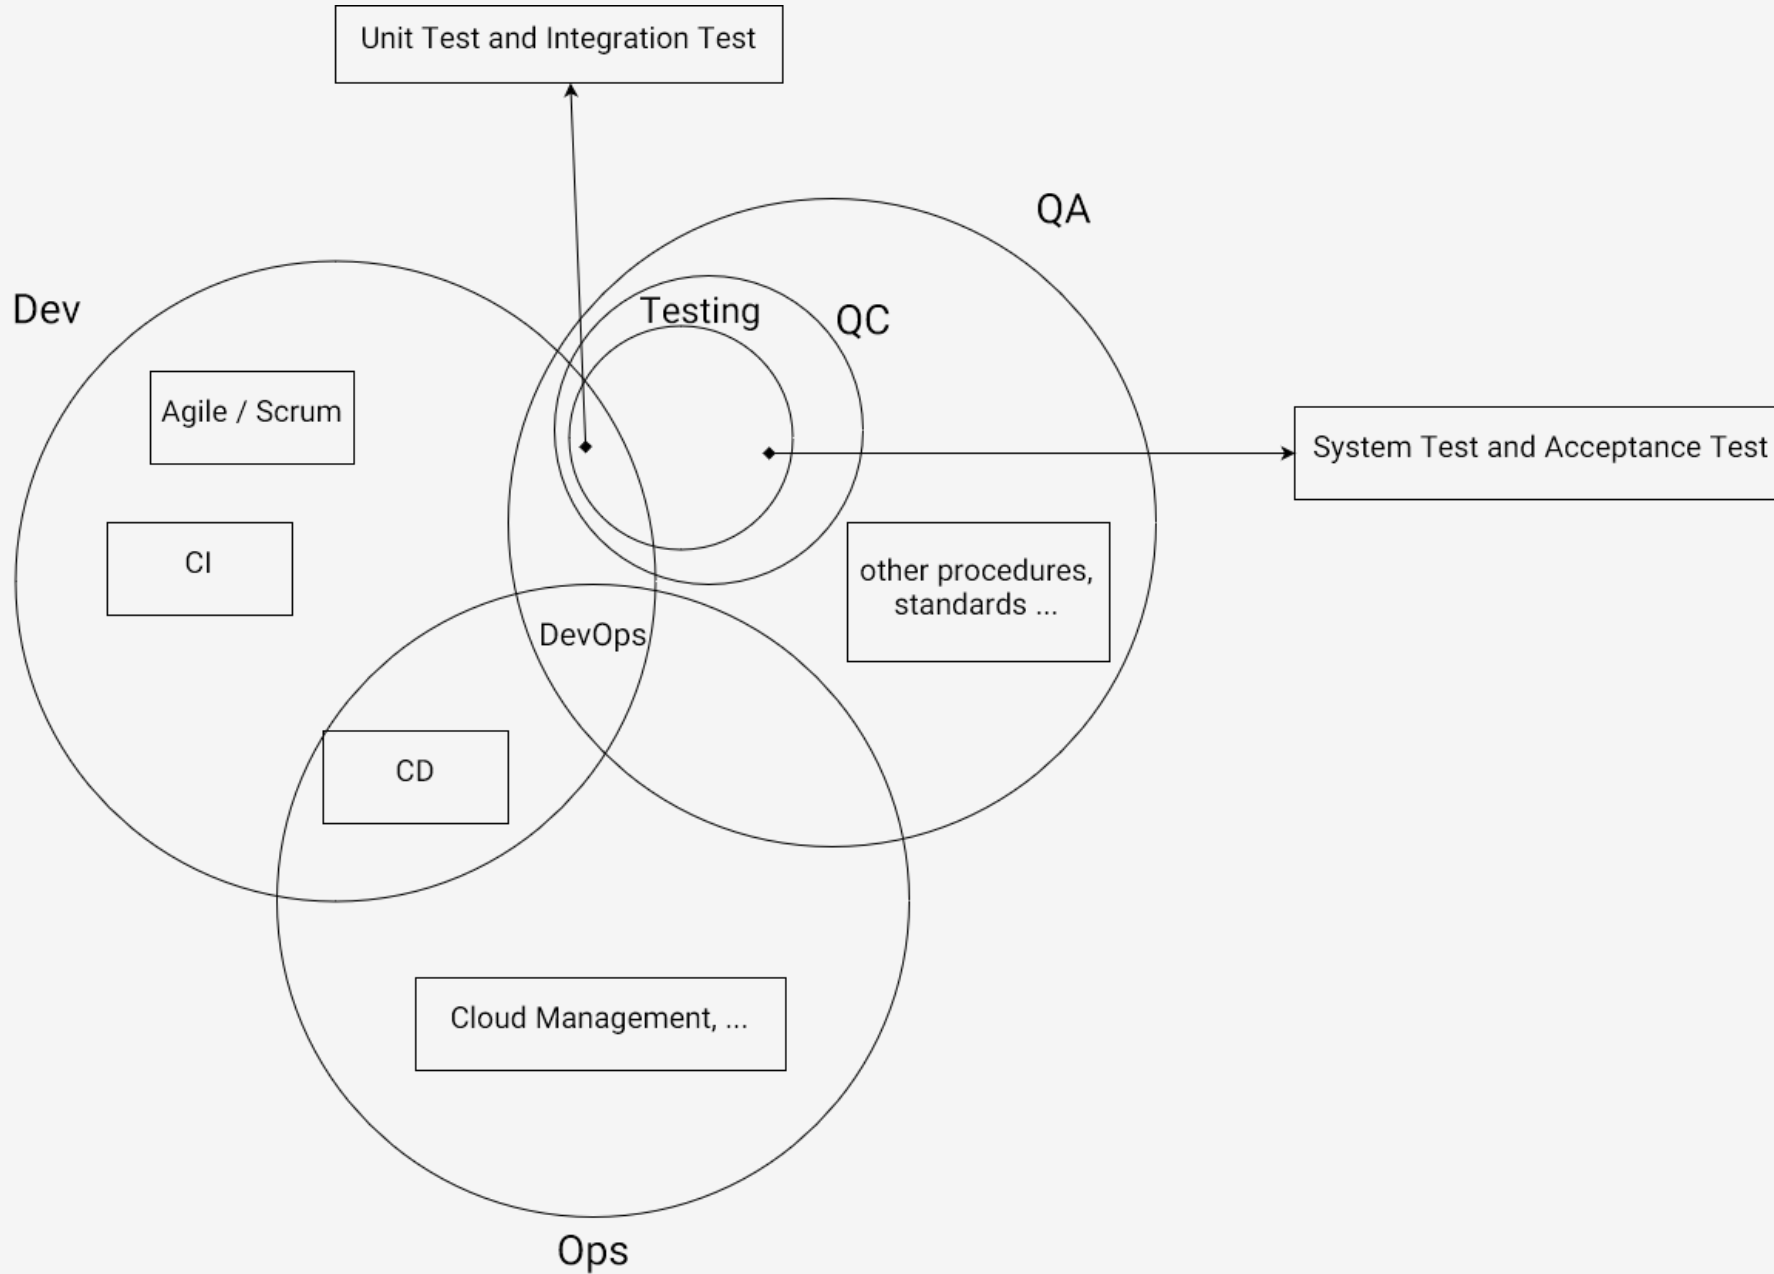 Unit Test and Integration Test
QA
Dev
Testing
QC
Agile / Scrum
System Test and Acceptance Test
CI
other procedures,
standards ...
DevOps
CD
Cloud Management, ...
Ops